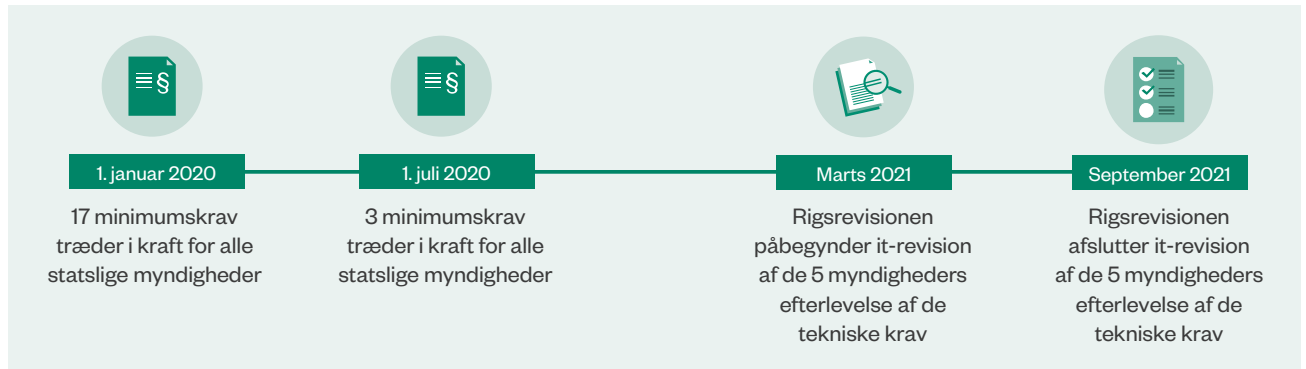 ≡§
≡§
1. januar 2020
17 minimumskrav
træder i kraft for alle
statslige myndigheder
1. juli 2020
3 minimumskrav
træder i kraft for alle
statslige myndigheder
Marts 2021
Rigsrevisionen
påbegynder it-revision
af de 5 myndigheders
efterlevelse af de
tekniske krav
September 2021
Rigsrevisionen
afslutter it-revision
af de 5 myndigheders
efterlevelse af de
tekniske krav